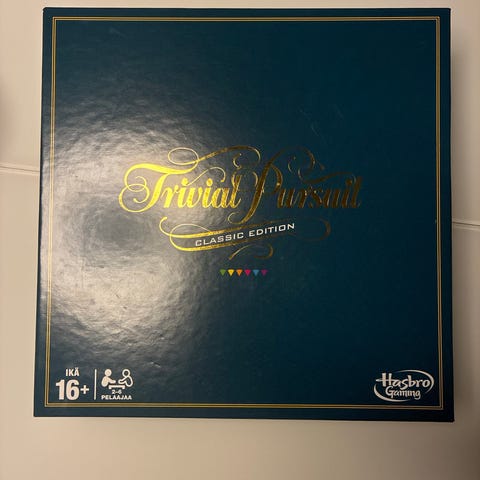 Trivial Pursuit
CLASSIC EDITION
IKÄ
16+
2-6
PELAAJAA
Hasbro
Gaming